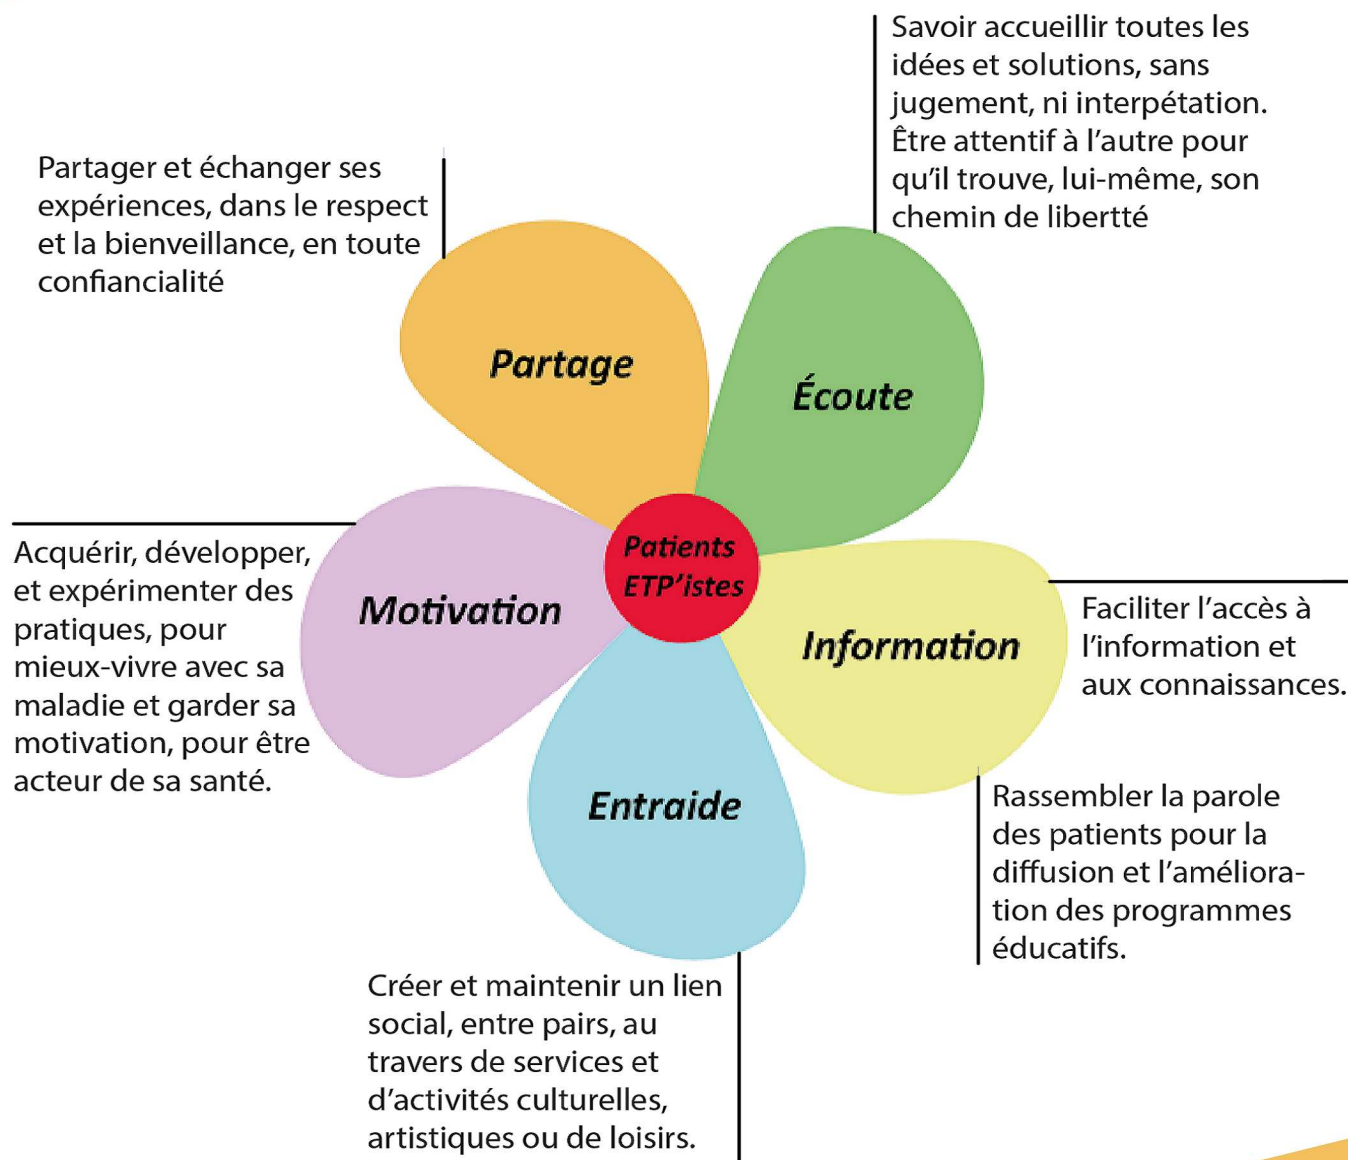 Savoir accueillir toutes les
idées et solutions, sans
jugement, ni interpétation.
Être attentif à l’autre pour
qu’il trouve, lui-même, son
chemin de libertté
Partager et échanger ses
expériences, dans le respect
et la bienveillance, en toute
confiancialité
Partage
Écoute
Patients
ETP’istes
Motivation
Information
Entraide
Acquérir, développer,
et expérimenter des
pratiques, pour
mieux-vivre avec sa
maladie et garder sa
motivation, pour être
acteur de sa santé.
Faciliter l’accès à
l’information et
aux connaissances.
Rassembler la parole
des patients pour la
diffusion et l’améliora-
tion des programmes
éducatifs.
Créer et maintenir un lien
social, entre pairs, au
travers de services et
d’activités culturelles,
artistiques ou de loisirs.